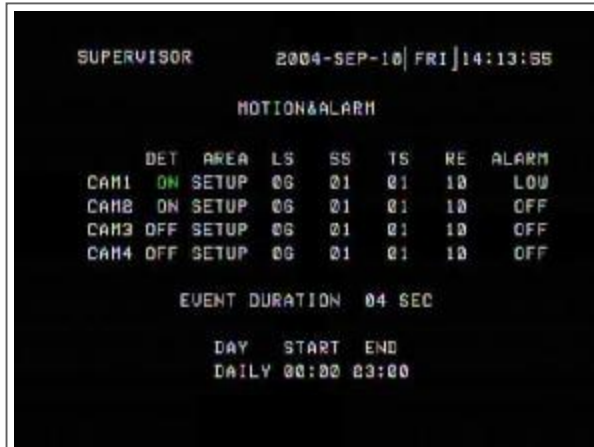 SUPERVISOR 2004-SEP-10[FRI]14:13:55
MOTION&ALARM
DET AREA LS SS TS RE ALARM
CAM1 ON SETUP 06 01 01 10 LOW
CAM2 ON SETUP 06 01 01 10 OFF
CAM3 OFF SETUP 06 01 01 10 OFF
CAM4 OFF SETUP 06 01 01 10 OFF
EVENT DURATION 04 SEC
DAY START END
DAILY 00:00 23:00